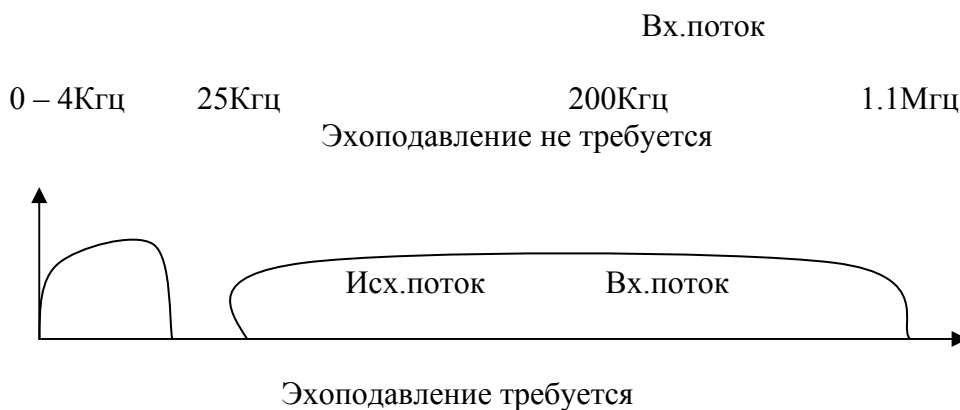 Вх.поток
0 – 4Кгц 25Кгц 200Кгц 1.1Мгц
Эхоподавление не требуется
Исх.поток Вх.поток
Эхоподавление требуется